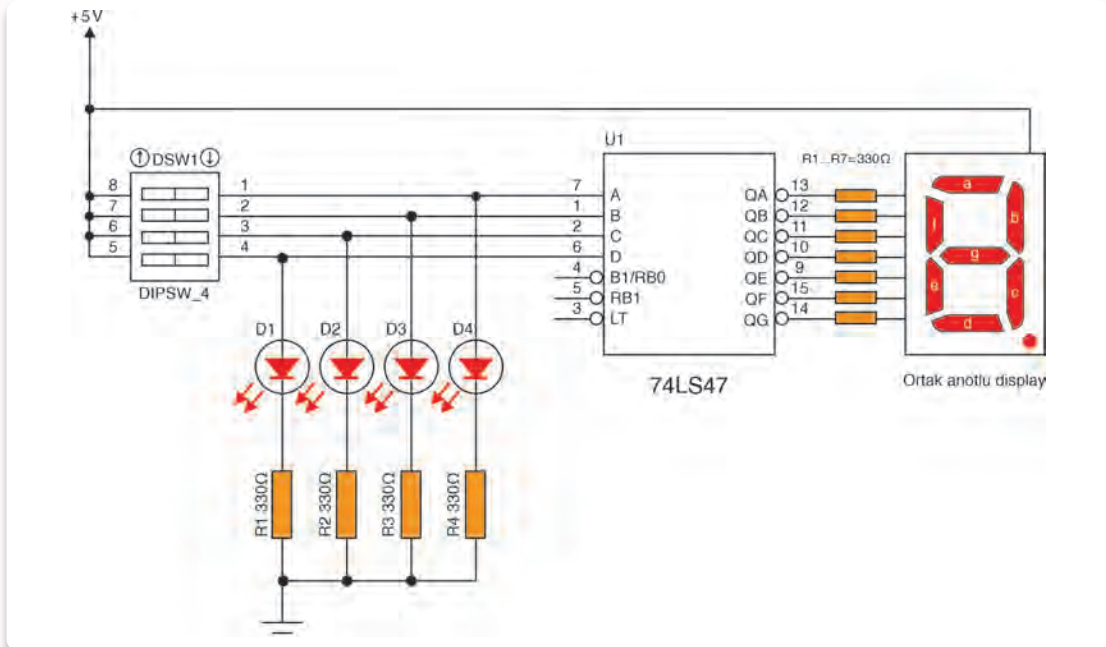 +5V
U1
DSW1
R1...R7=330Ω
8 1 7 A QA 13 a
7 2 1 B QB 12 f b
6 3 2 C QC 11
5 4 6 D QD 10 g
4 B1/RB0 QE 9
5 RB1 QF 15 e c
3 LT QG 14 d
DIPSW_4
D1 D2 D3 D4
74LS47
Ortak anotlu display
R1 330Ω
R2 330Ω
R3 330Ω
R4 330Ω